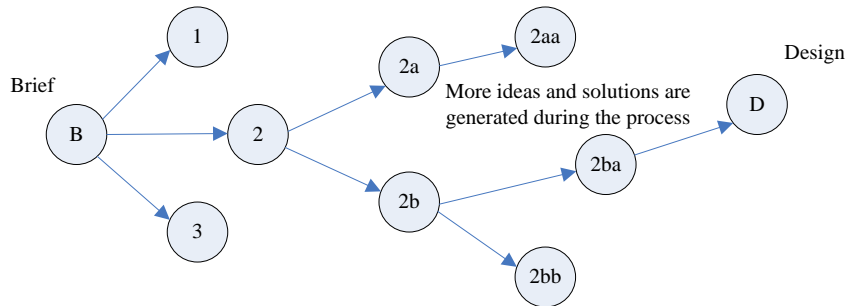 1
2aa
Design
2a
Brief
More ideas and solutions are
generated during the process
D
B
2
2ba
2b
3
2bb